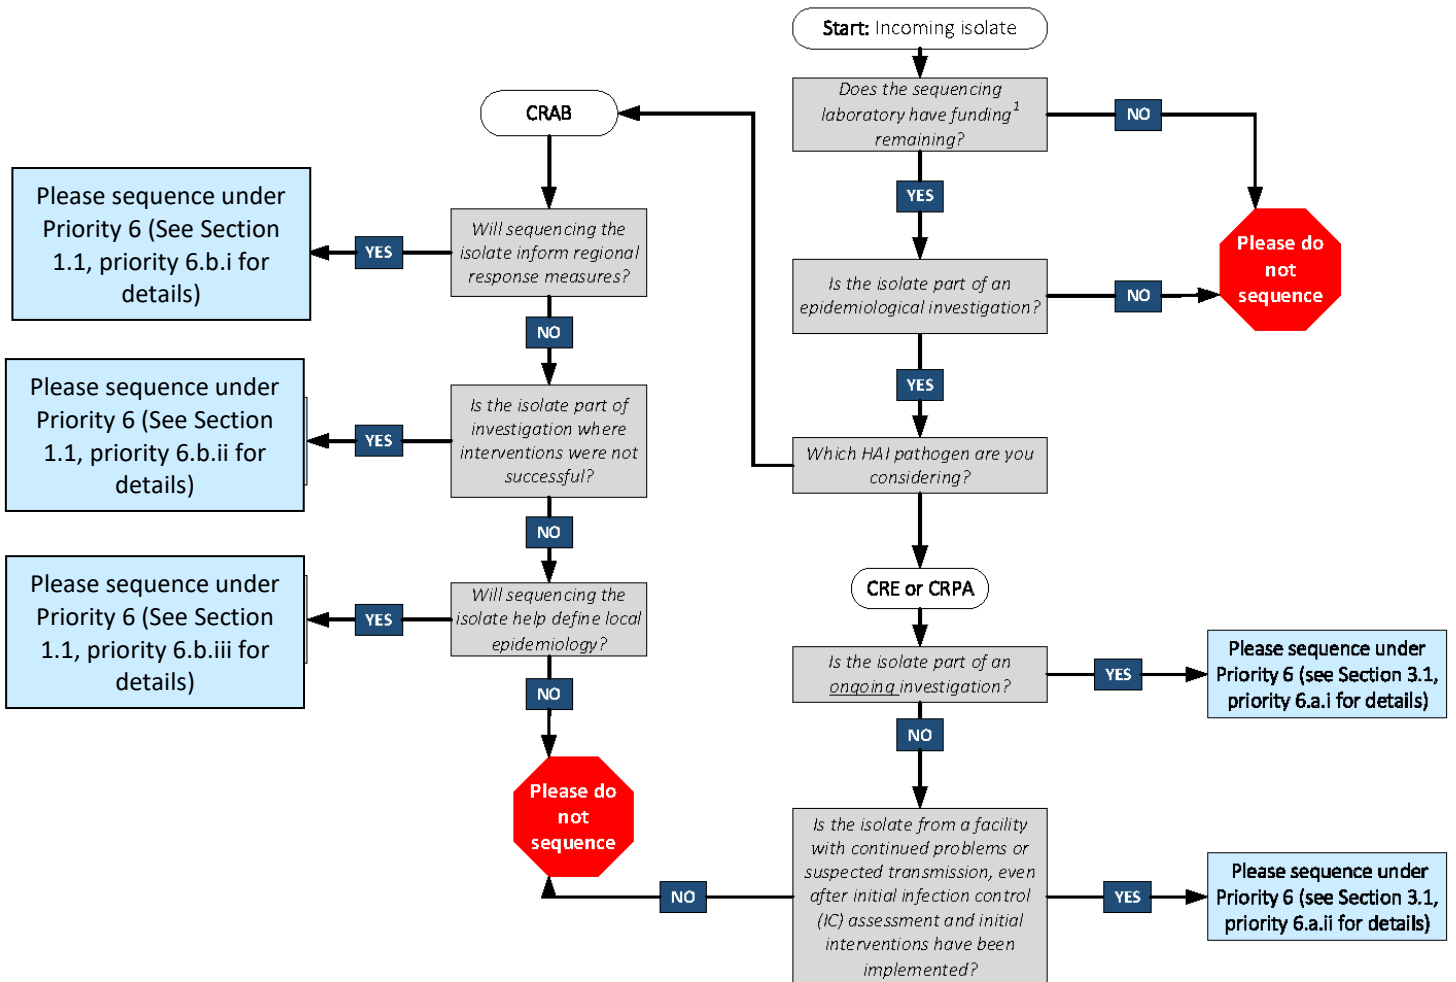 Start: Incoming isolate
Does the sequencing
laboratory have funding1
remaining?
NO
YES
Please do
not
sequence
Is the isolate part of an
epidemiological investigation?
NO
YES
Which HAI pathogen are you
considering?
CRAB
Will sequencing the
isolate inform regional
response measures?
YES
Please sequence under
Priority 6 (See Section
1.1, priority 6.b.i for
details)
NO
Is the isolate part of
investigation where
interventions were not
successful?
YES
Please sequence under
Priority 6 (See Section
1.1, priority 6.b.ii for
details)
NO
Will sequencing the
isolate help define local
epidemiology?
YES
Please sequence under
Priority 6 (See Section
1.1, priority 6.b.iii for
details)
NO
Please do
not
sequence
CRE or CRPA
Is the isolate part of an
ongoing investigation?
YES
Please sequence under
Priority 6 (see Section 3.1,
priority 6.a.i for details)
NO
Is the isolate from a facility
with continued problems or
suspected transmission, even
after initial infection control
(IC) assessment and initial
interventions have been
implemented?
NO
YES
Please sequence under
Priority 6 (see Section 3.1,
priority 6.a.ii for details)